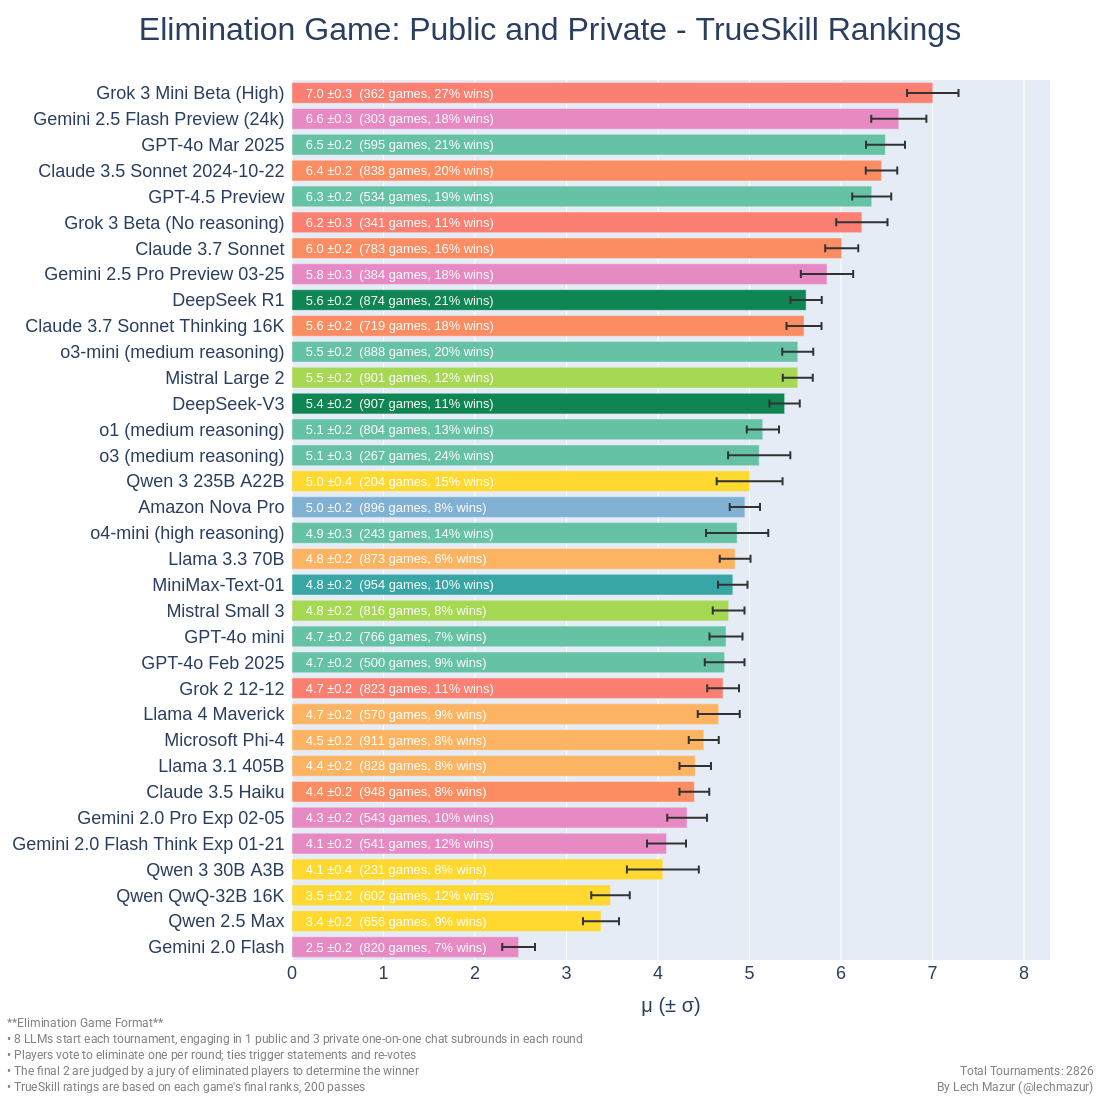 Elimination Game: Public and Private - TrueSkill Rankings
Grok 3 Mini Beta (High) 7.0 ±0.3 (362 games, 27% wins)
Gemini 2.5 Flash Preview (24k) 6.6 ±0.3 (303 games, 18% wins)
GPT-4o Mar 2025 6.5 ±0.2 (595 games, 21% wins)
Claude 3.5 Sonnet 2024-10-22 6.4 ±0.2 (838 games, 20% wins)
GPT-4.5 Preview 6.3 ±0.2 (534 games, 19% wins)
Grok 3 Beta (No reasoning) 6.2 ±0.3 (341 games, 11% wins)
Claude 3.7 Sonnet 6.0 ±0.2 (783 games, 16% wins)
Gemini 2.5 Pro Preview 03-25 5.8 ±0.3 (384 games, 18% wins)
DeepSeek R1 5.6 ±0.2 (874 games, 21% wins)
Claude 3.7 Sonnet Thinking 16K 5.6 ±0.2 (719 games, 18% wins)
o3-mini (medium reasoning) 5.5 ±0.2 (888 games, 20% wins)
Mistral Large 2 5.5 ±0.2 (901 games, 12% wins)
DeepSeek-V3 5.4 ±0.2 (907 games, 11% wins)
o1 (medium reasoning) 5.1 ±0.2 (804 games, 13% wins)
o3 (medium reasoning) 5.1 ±0.3 (267 games, 24% wins)
Qwen 3 235B A22B 5.0 ±0.4 (204 games, 15% wins)
Amazon Nova Pro 5.0 ±0.2 (896 games, 8% wins)
o4-mini (high reasoning) 4.9 ±0.3 (243 games, 14% wins)
Llama 3.3 70B 4.8 ±0.2 (873 games, 6% wins)
MiniMax-Text-01 4.8 ±0.2 (954 games, 10% wins)
Mistral Small 3 4.8 ±0.2 (816 games, 8% wins)
GPT-4o mini 4.7 ±0.2 (766 games, 7% wins)
GPT-4o Feb 2025 4.7 ±0.2 (500 games, 9% wins)
Grok 2 12-12 4.7 ±0.2 (823 games, 11% wins)
Llama 4 Maverick 4.7 ±0.2 (570 games, 9% wins)
Microsoft Phi-4 4.5 ±0.2 (911 games, 8% wins)
Llama 3.1 405B 4.4 ±0.2 (828 games, 8% wins)
Claude 3.5 Haiku 4.4 ±0.2 (948 games, 8% wins)
Gemini 2.0 Pro Exp 02-05 4.3 ±0.2 (543 games, 10% wins)
Gemini 2.0 Flash Think Exp 01-21 4.1 ±0.2 (541 games, 12% wins)
Qwen 3 30B A3B 4.1 ±0.4 (231 games, 8% wins)
Qwen QwQ-32B 16K 3.5 ±0.2 (602 games, 12% wins)
Qwen 2.5 Max 3.4 ±0.2 (656 games, 9% wins)
Gemini 2.0 Flash 2.5 ±0.2 (820 games, 7% wins)
0 1 2 3 4 5 6 7 8
μ (± σ)
**Elimination Game Format**
• 8 LLMs start each tournament, engaging in 1 public and 3 private one-on-one chat subrounds in each round
• Players vote to eliminate one per round; ties trigger statements and re-votes
• The final 2 are judged by a jury of eliminated players to determine the winner
• TrueSkill ratings are based on each game's final ranks, 200 passes
Total Tournaments: 2826
By Lech Mazur (@lechmazur)